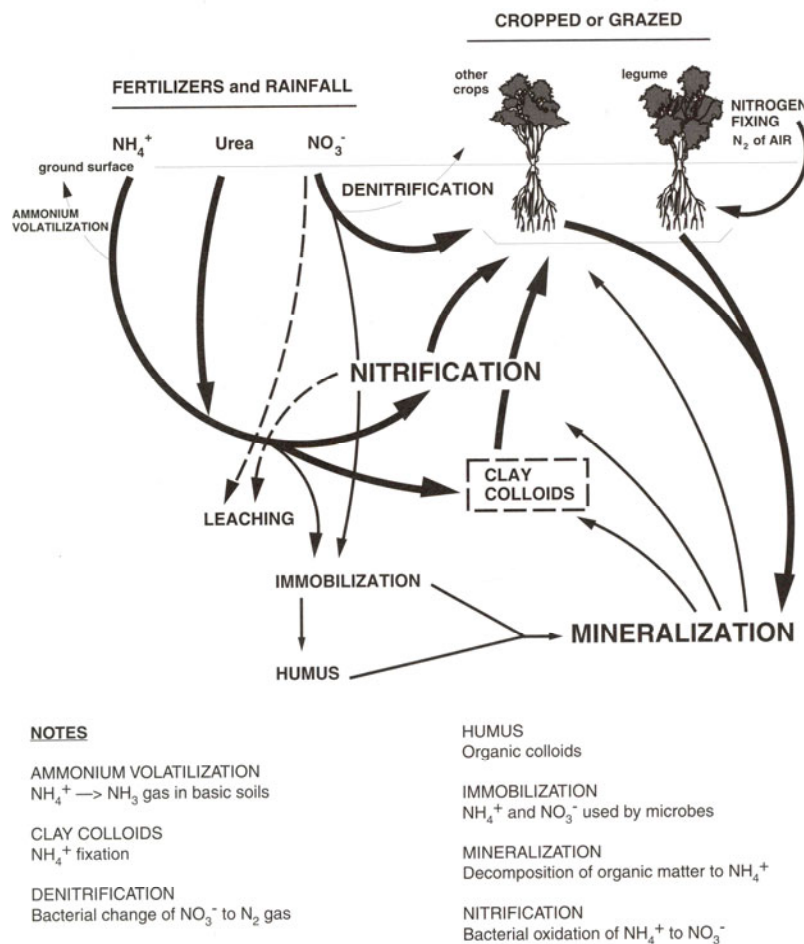 CROPPED or GRAZED
FERTILIZERS and RAINFALL
other
crops
legume
NITROGEN
FIXING
N₂ of AIR
NH₄⁺
Urea
NO₃⁻
ground surface
AMMONIUM
VOLATILIZATION
DENITRIFICATION
NITRIFICATION
CLAY
COLLOIDS
LEACHING
IMMOBILIZATION
MINERALIZATION
HUMUS
NOTES
AMMONIUM VOLATILIZATION
NH₄⁺ —> NH₃ gas in basic soils
CLAY COLLOIDS
NH₄⁺ fixation
DENITRIFICATION
Bacterial change of NO₃⁻ to N₂ gas
HUMUS
Organic colloids
IMMOBILIZATION
NH₄⁺ and NO₃⁻ used by microbes
MINERALIZATION
Decomposition of organic matter to NH₄⁺
NITRIFICATION
Bacterial oxidation of NH₄⁺ to NO₃⁻